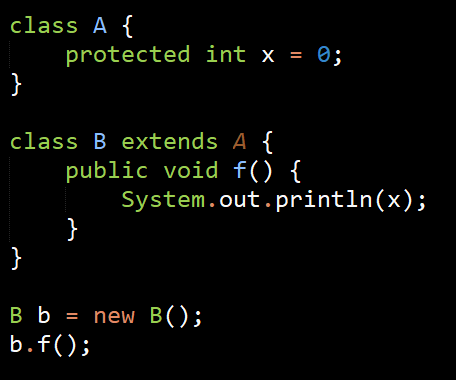 class A {
    protected int x = 0;
}

class B extends A {
    public void f() {
        System.out.println(x);
    }
}

B b = new B();
b.f();